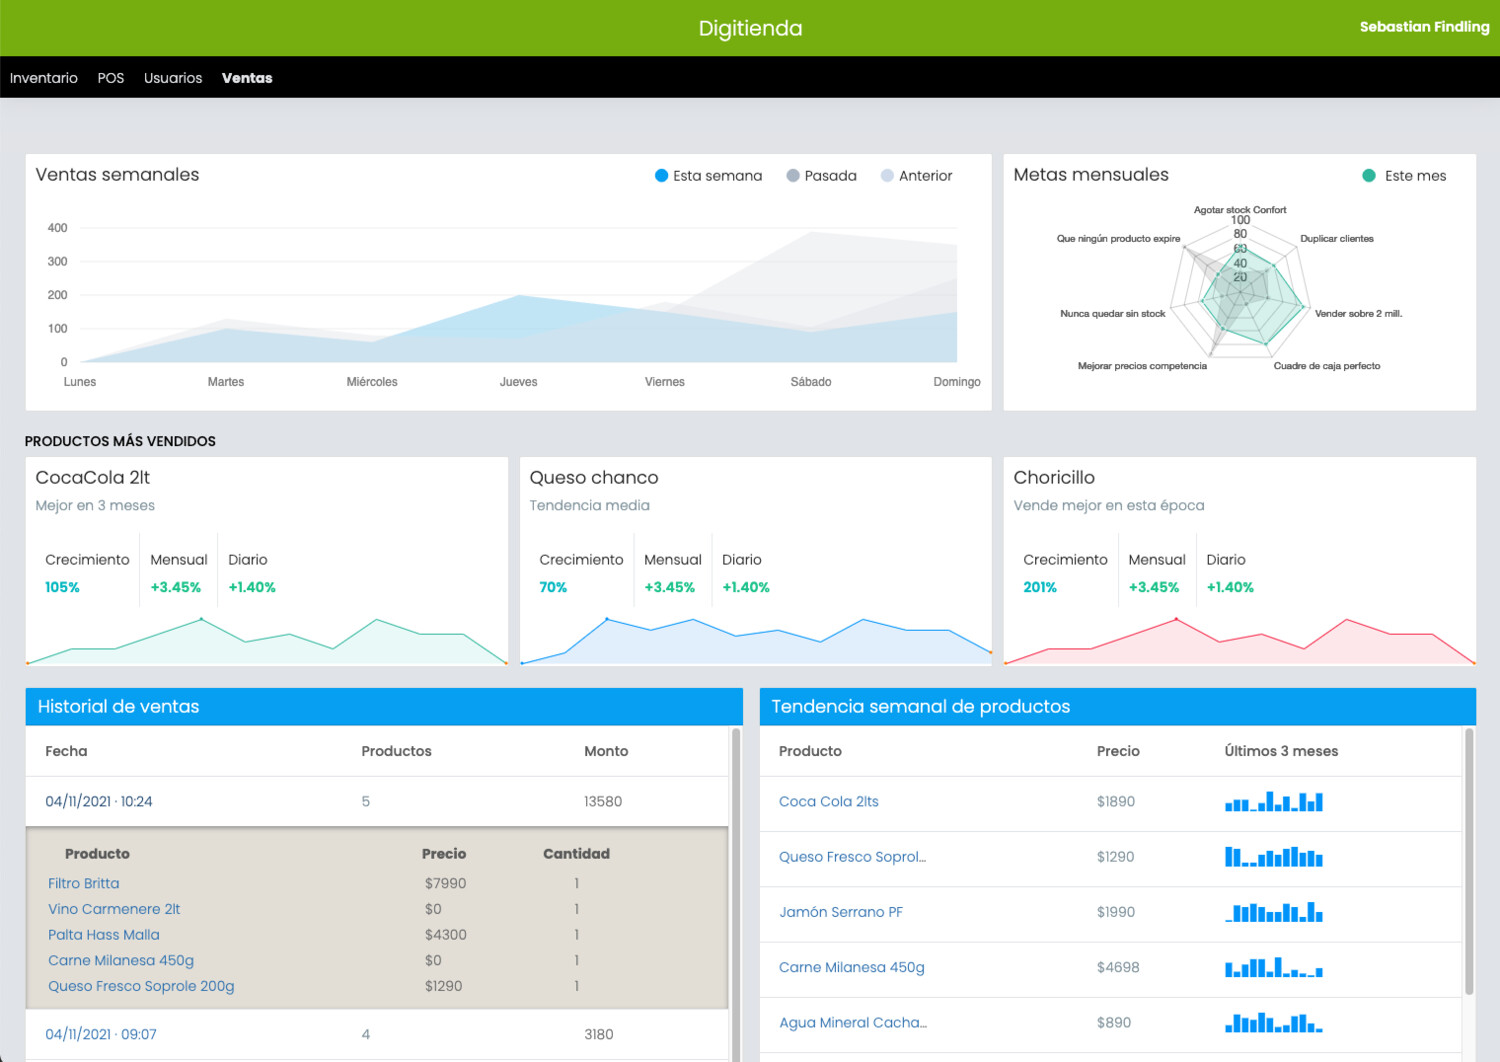 Digitienda
Sebastian Findling
Inventario POS Usuarios Ventas
Ventas semanales
Esta semana Pasada Anterior
400
300
200
100
0
Lunes Martes Miércoles Jueves Viernes Sábado Domingo
Metas mensuales
Este mes
Agotar stock Confort
100
80
60
40
20
Que ningún producto expire
Duplicar clientes
Nunca quedar sin stock
Vender sobre 2 mill.
Mejorar precios competencia
Cuadre de caja perfecto
PRODUCTOS MÁS VENDIDOS
CocaCola 2lt
Mejor en 3 meses
Crecimiento Mensual Diario
105% +3.45% +1.40%
Queso chanco
Tendencia media
Crecimiento Mensual Diario
70% +3.45% +1.40%
Choricillo
Vende mejor en esta época
Crecimiento Mensual Diario
201% +3.45% +1.40%
Historial de ventas
Fecha Productos Monto
04/11/2021 · 10:24 5 13580
Producto Precio Cantidad
Filtro Britta $7990 1
Vino Carmenere 2lt $0 1
Palta Hass Malla $4300 1
Carne Milanesa 450g $0 1
Queso Fresco Soprole 200g $1290 1
04/11/2021 · 09:07 4 3180
Tendencia semanal de productos
Producto Precio Últimos 3 meses
Coca Cola 2lts $1890
Queso Fresco Soprol... $1290
Jamón Serrano PF $1990
Carne Milanesa 450g $4698
Agua Mineral Cacha... $890